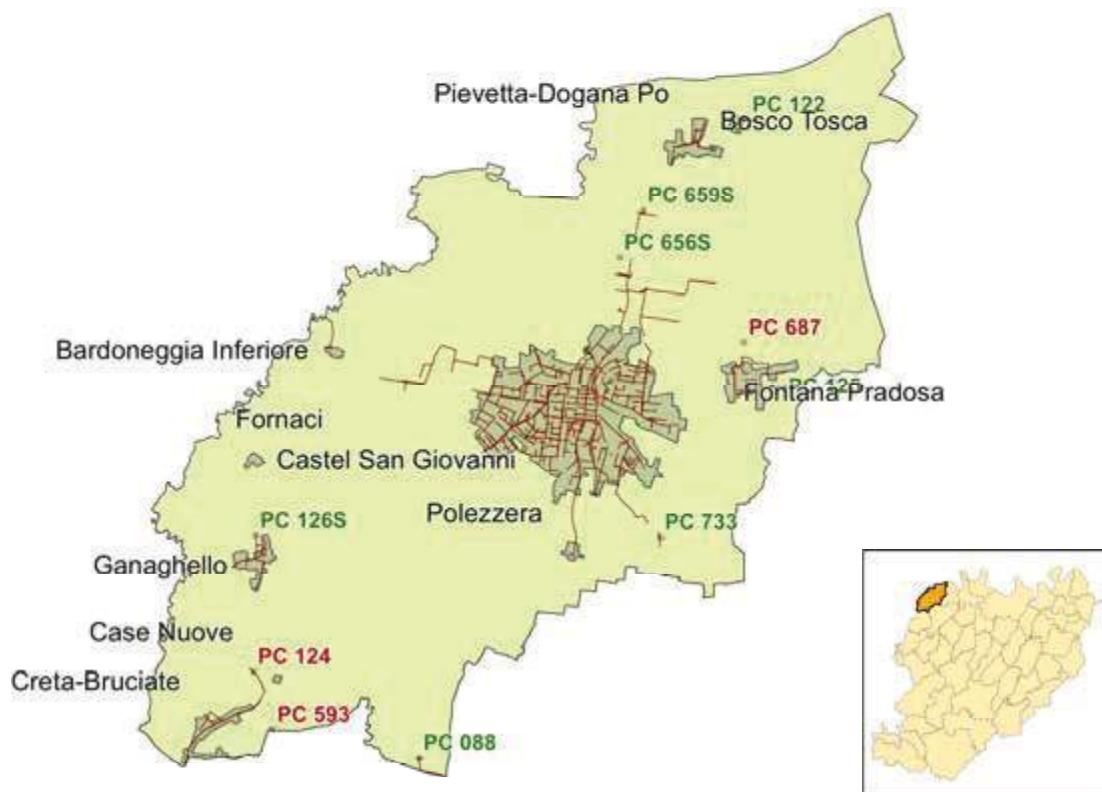 Pievetta-Dogana Po
PC 122
Bosco Tosca
PC 659S
PC 656S
PC 687
Bardoneggia Inferiore
Fontana Pradosa
Fornaci
Castel San Giovanni
Polezzera
PC 126S
PC 733
Ganaghello
Case Nuove
PC 124
Creta-Bruciate
PC 593
PC 088